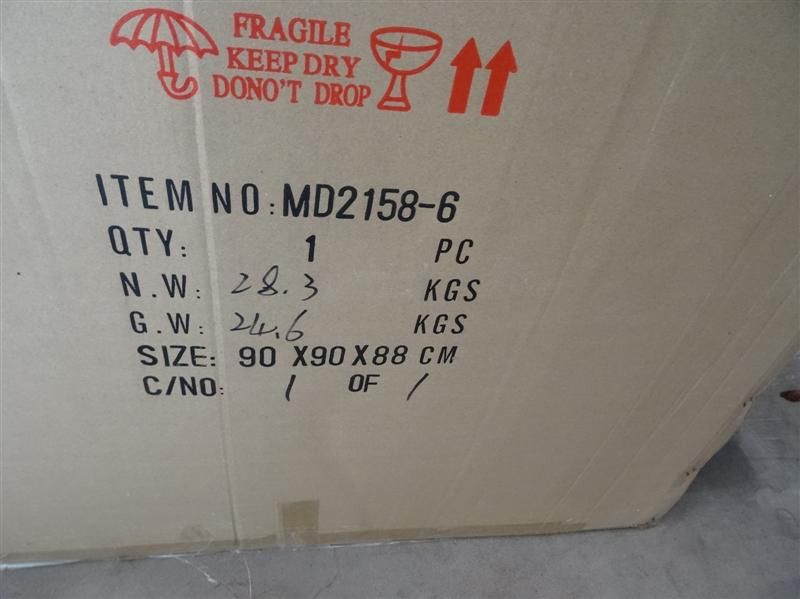 FRAGILE
KEEP DRY
DONO'T DROP
ITEM NO: MD2158-6
QTY: 1 PC
N.W: 28.3 KGS
G.W: 24.6 KGS
SIZE: 90 X90 X88 CM
C/NO: 1 OF 1